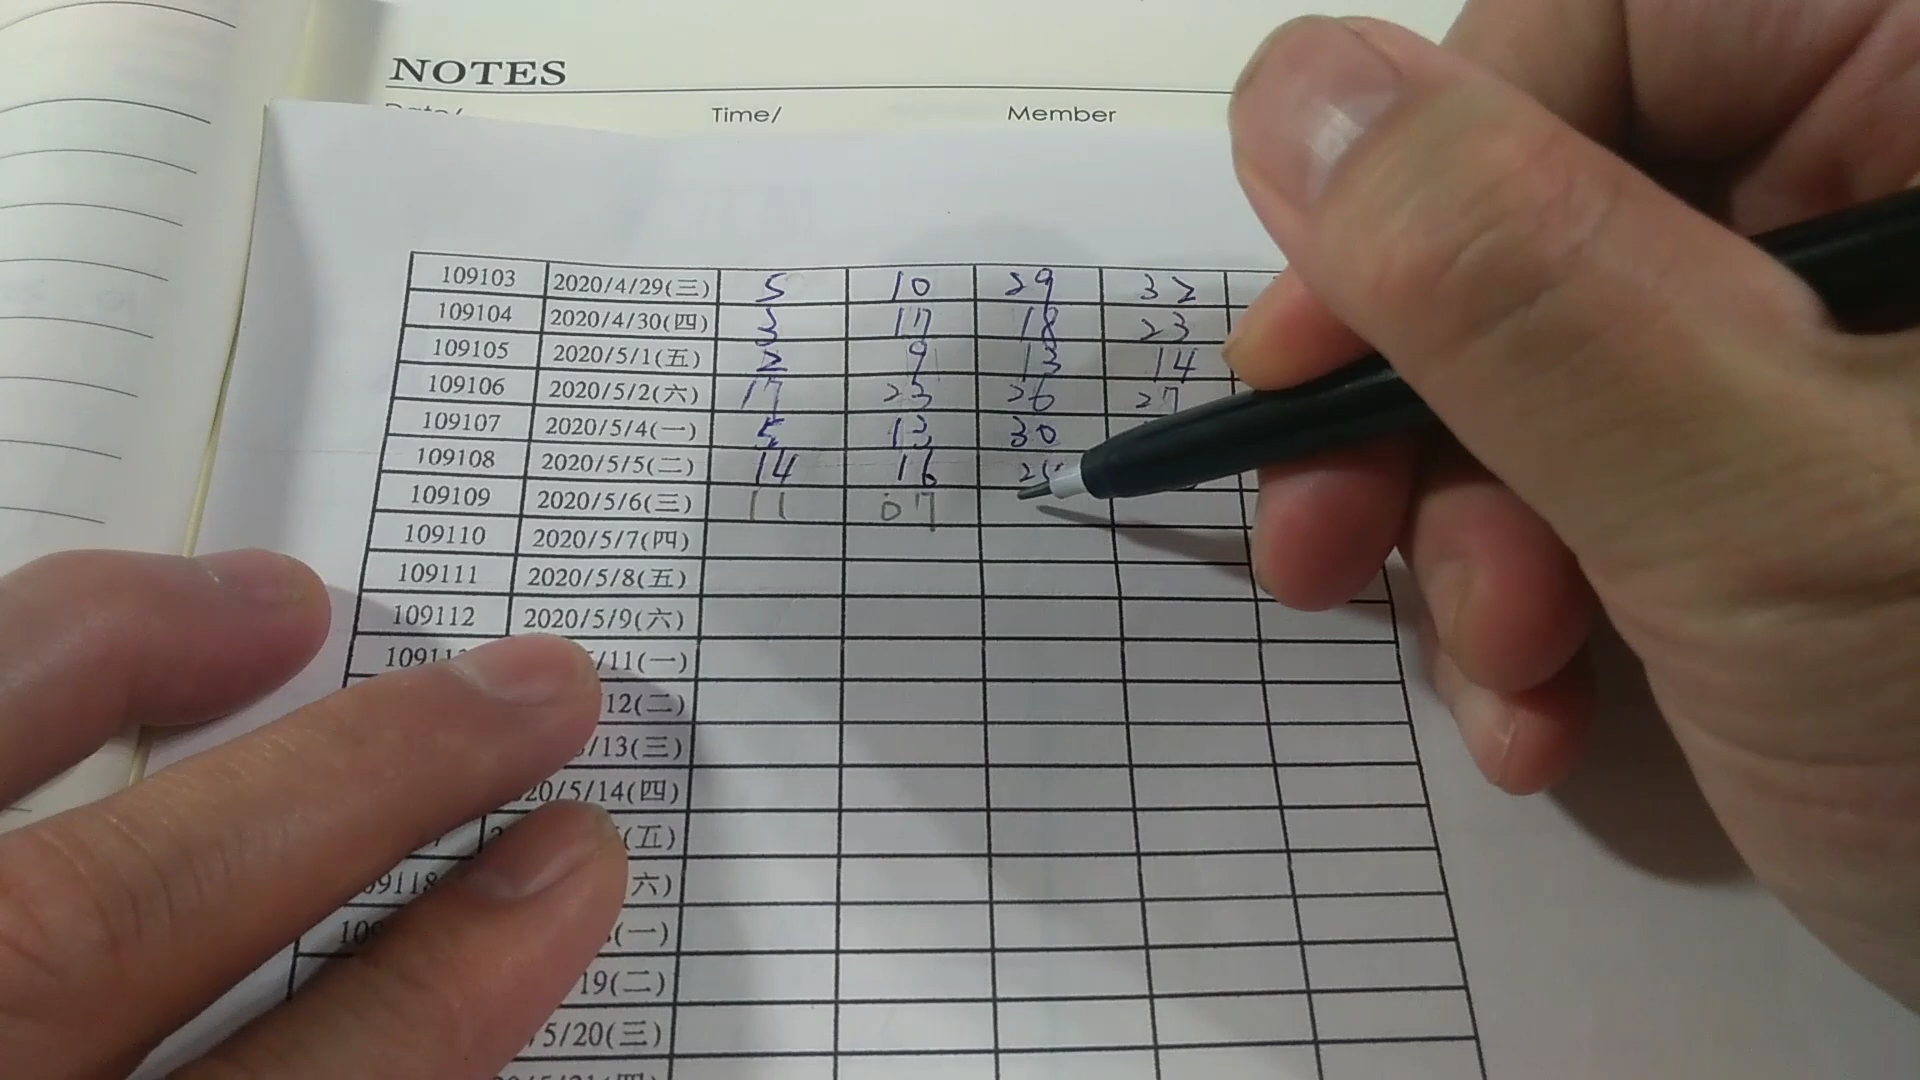 NOTES
Time/ Member
109103 2020/4/29(三) 5 10 29 32
109104 2020/4/30(四) 3 17 18 23
109105 2020/5/1(五) 2 9 13 14
109106 2020/5/2(六) 17 23 26 27
109107 2020/5/4(一) 5 13 30
109108 2020/5/5(二) 14 16
109109 2020/5/6(三) 11 07
109110 2020/5/7(四)
109111 2020/5/8(五)
109112 2020/5/9(六)
/11(一)
12(二)
/13(三)
/5/14(四)
(五)
六)
(一)
19(二)
5/20(三)